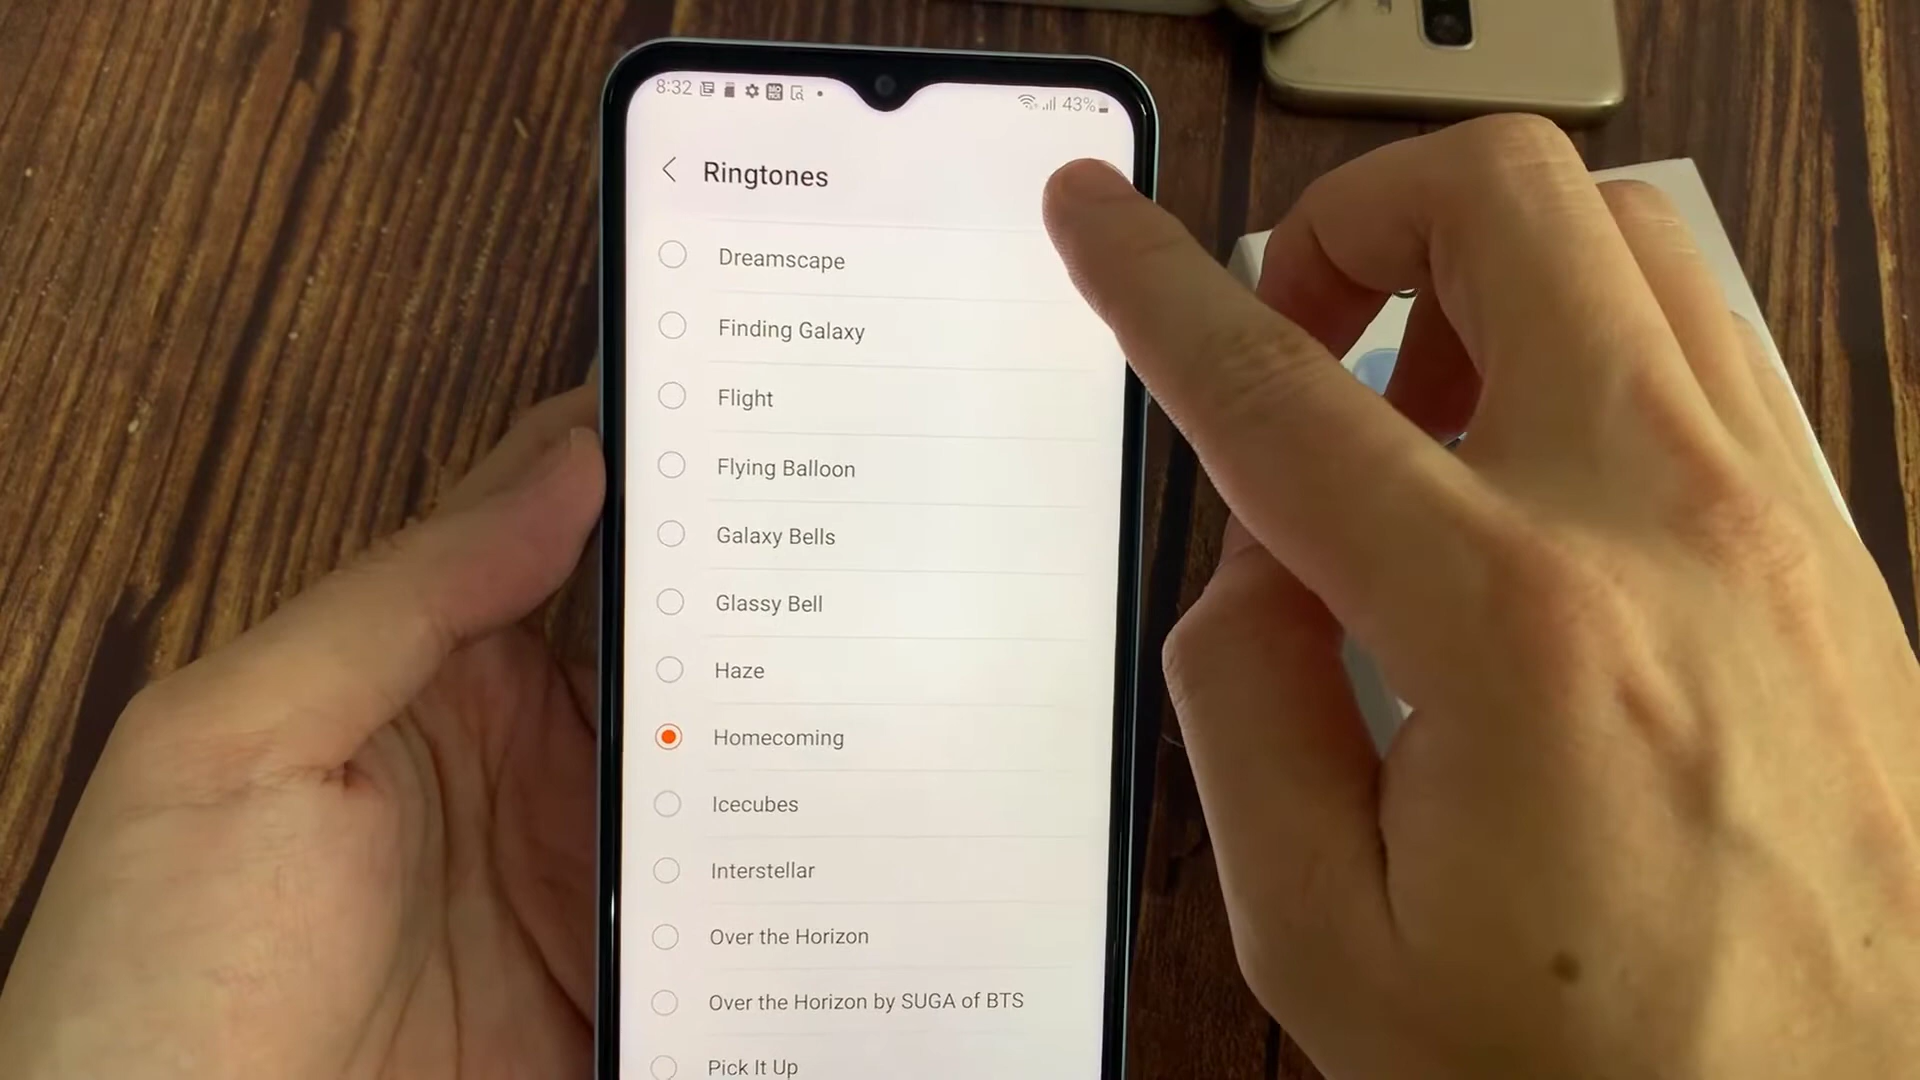 8:32
43%
Ringtones
Dreamscape
Finding Galaxy
Flight
Flying Balloon
Galaxy Bells
Glassy Bell
Haze
Homecoming
Icecubes
Interstellar
Over the Horizon
Over the Horizon by SUGA of BTS
Pick It Up